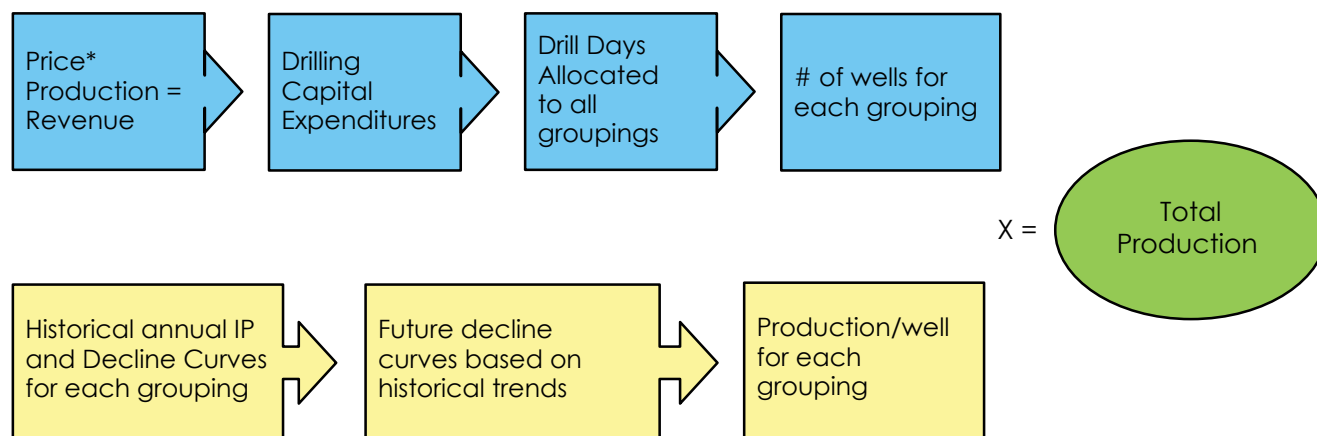 Price*
Production =
Revenue
Drilling
Capital
Expenditures
Drill Days
Allocated
to all
groupings
# of wells for
each grouping
X =
Total
Production
Historical annual IP
and Decline Curves
for each grouping
Future decline
curves based on
historical trends
Production/well
for each
grouping